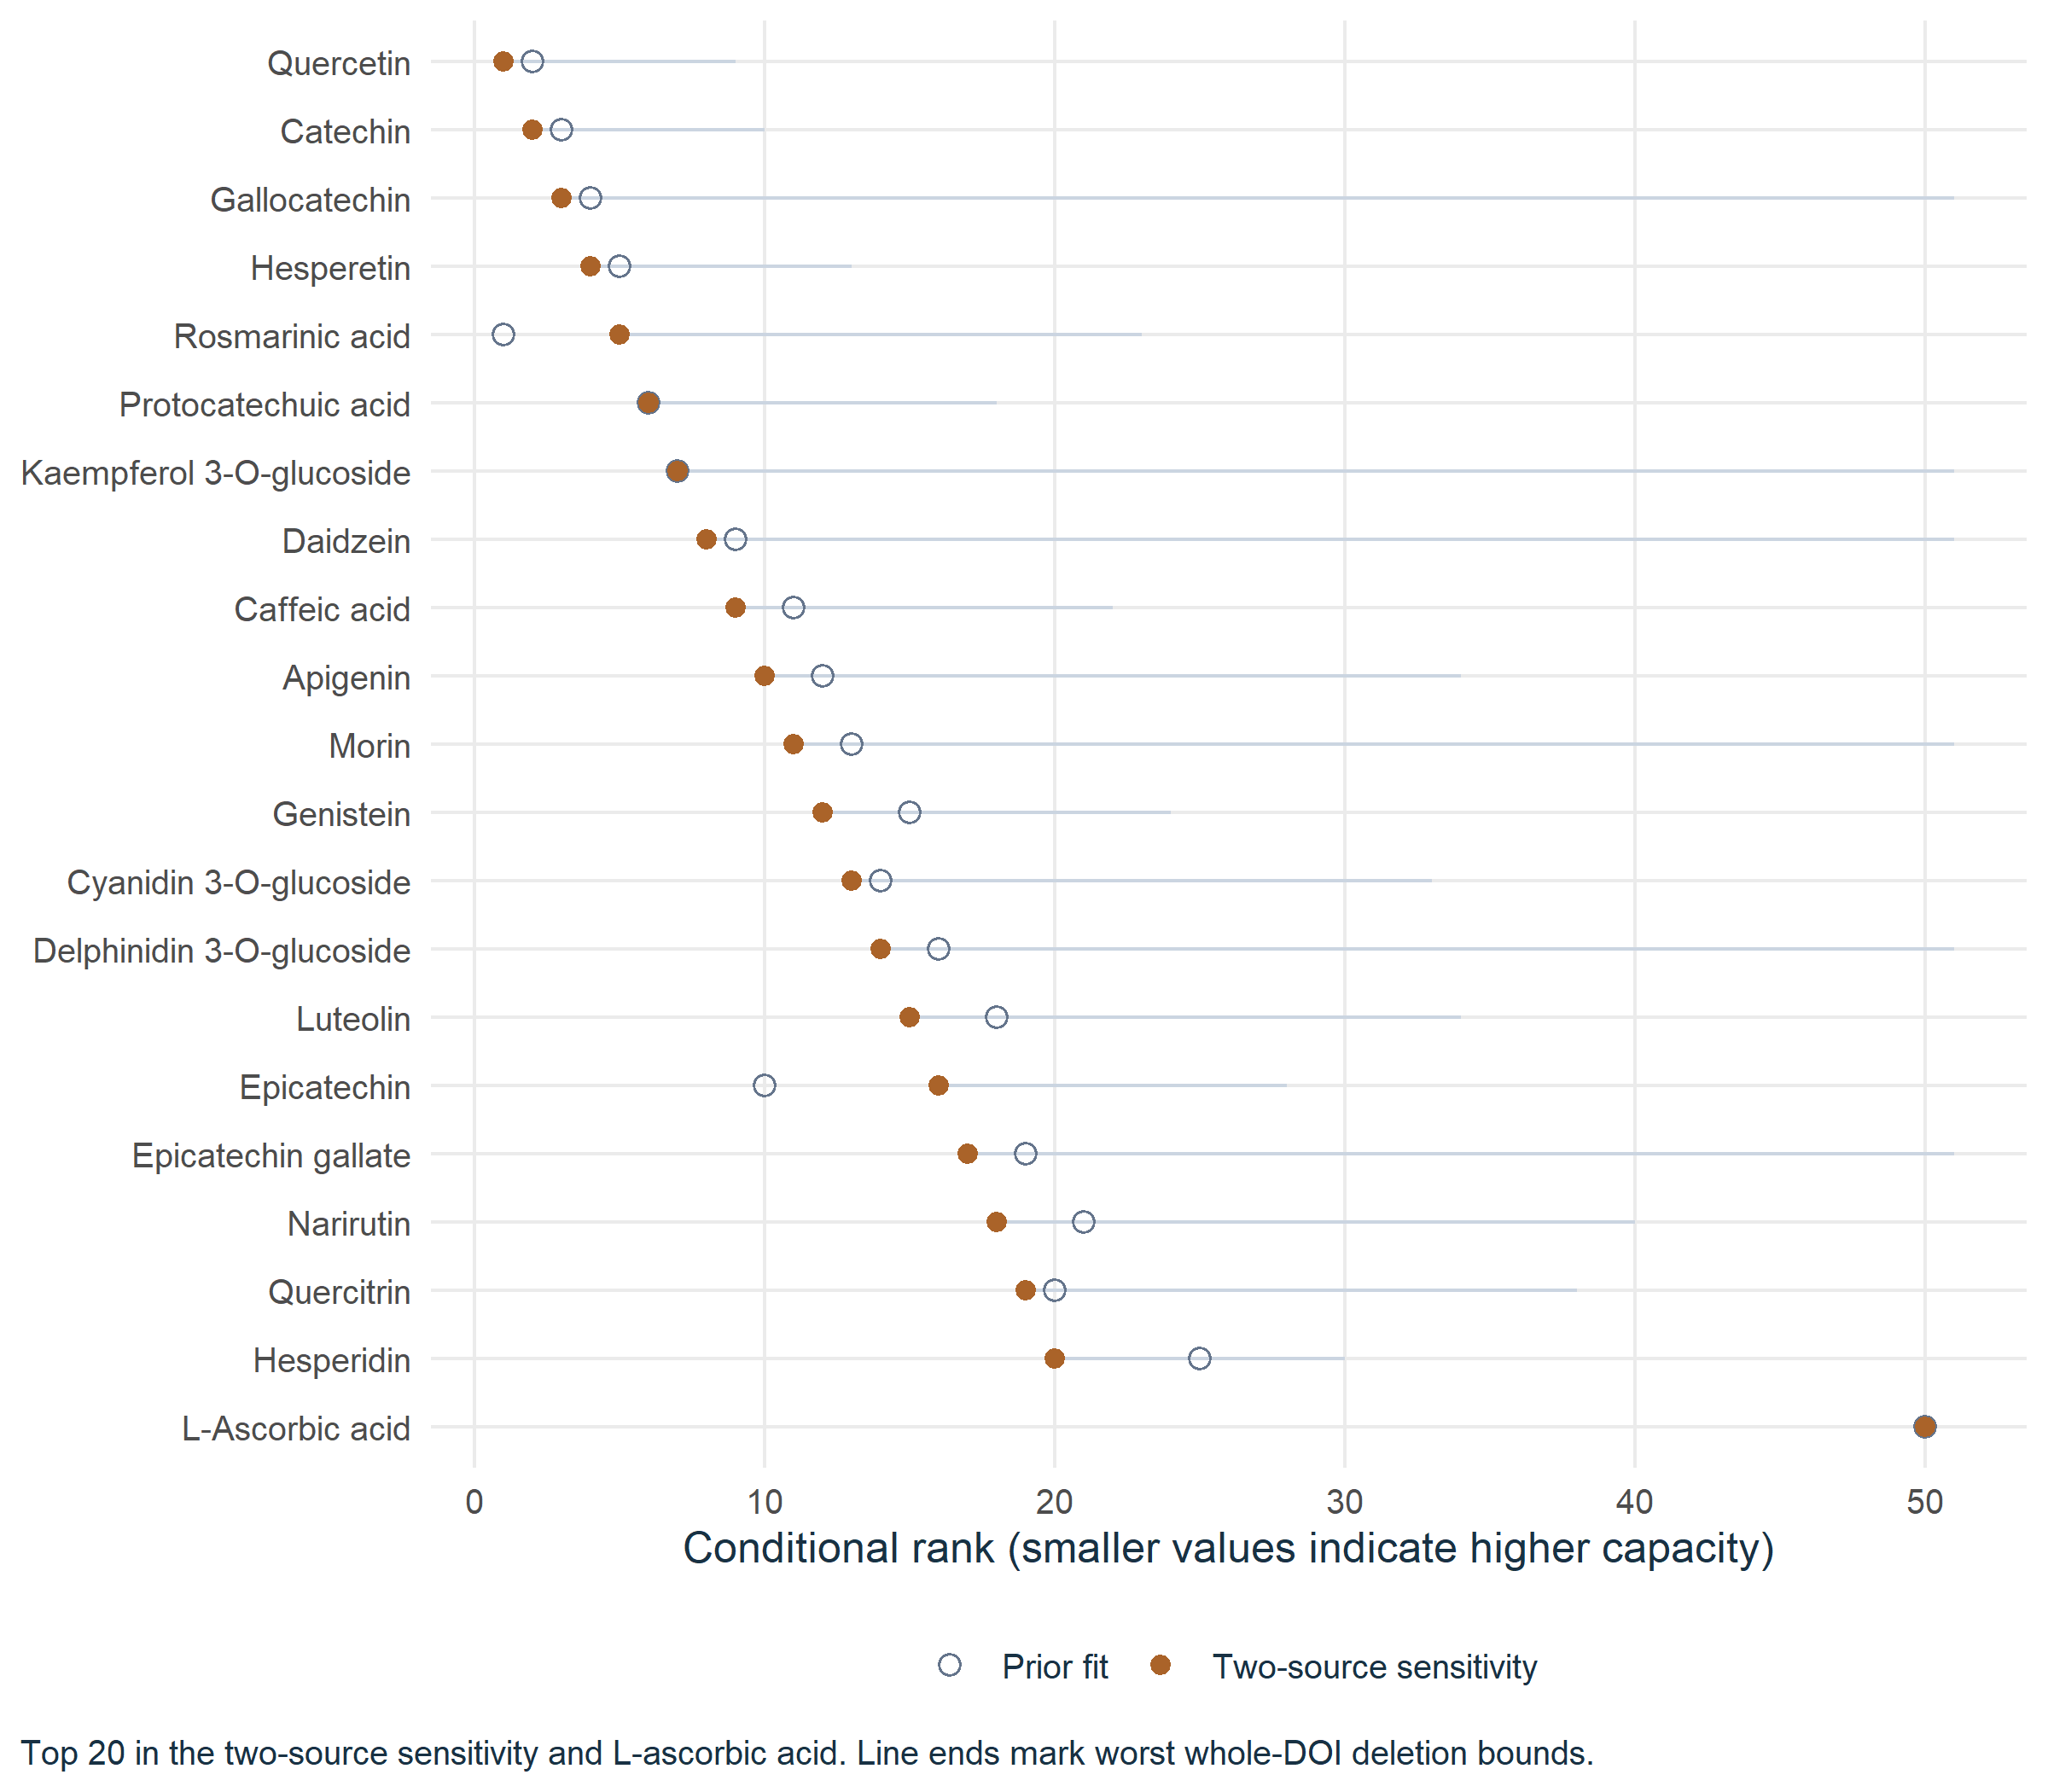 Quercetin
Catechin
Gallocatechin
Hesperetin
Rosmarinic acid
Protocatechuic acid
Kaempferol 3-O-glucoside
Daidzein
Caffeic acid
Apigenin
Morin
Genistein
Cyanidin 3-O-glucoside
Delphinidin 3-O-glucoside
Luteolin
Epicatechin
Epicatechin gallate
Narirutin
Quercitrin
Hesperidin
L-Ascorbic acid
0 10 20 30 40 50
Conditional rank (smaller values indicate higher capacity)
Prior fit Two-source sensitivity
Top 20 in the two-source sensitivity and L-ascorbic acid. Line ends mark worst whole-DOI deletion bounds.